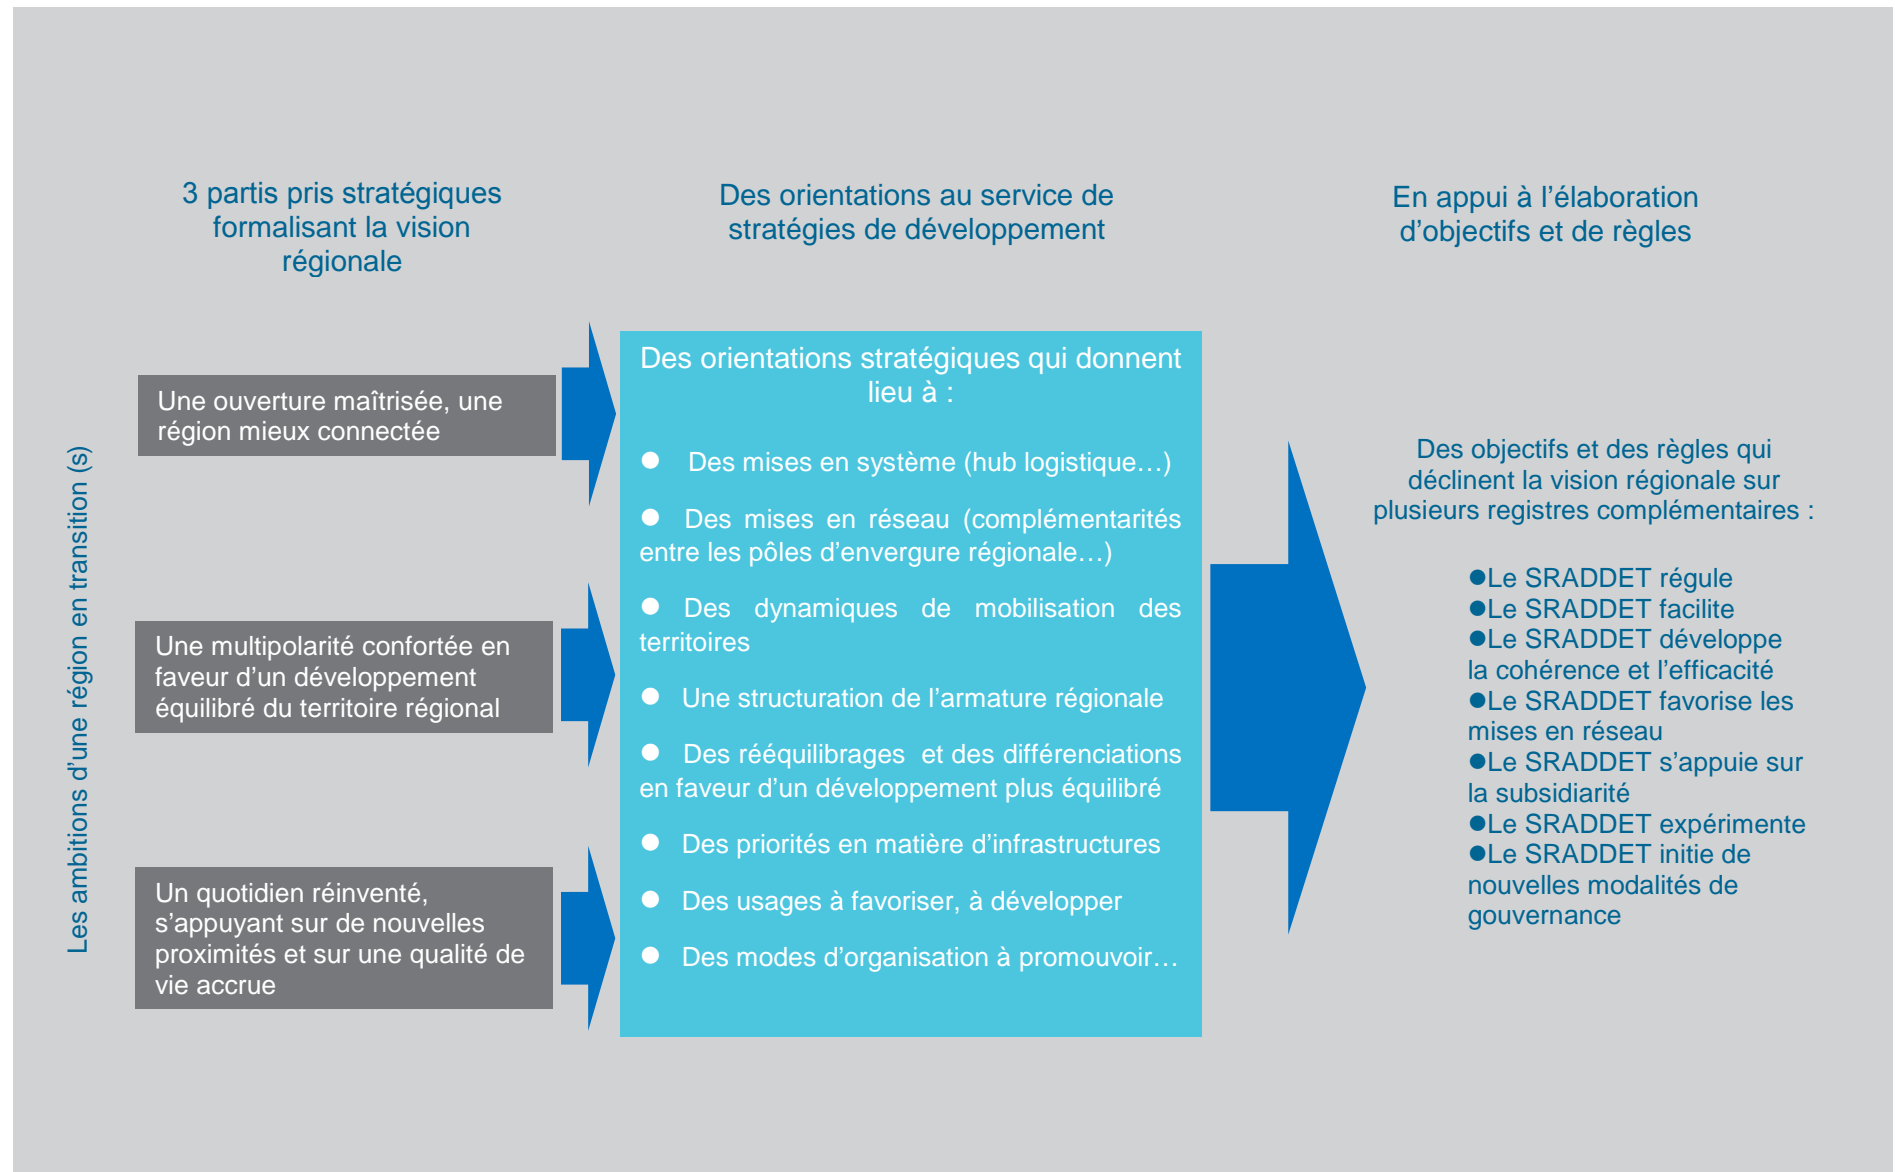 3 partis pris stratégiques
formalisant la vision
régionale
Des orientations au service de
stratégies de développement
En appui à l’élaboration
d’objectifs et de règles
Les ambitions d’une région en transition (s)
Une ouverture maîtrisée, une
région mieux connectée
Une multipolarité confortée en
faveur d’un développement
équilibré du territoire régional
Un quotidien réinventé,
s’appuyant sur de nouvelles
proximités et sur une qualité de
vie accrue
Des orientations stratégiques qui donnent
lieu à :
● Des mises en système (hub logistique…)
● Des mises en réseau (complémentarités
entre les pôles d’envergure régionale…)
● Des dynamiques de mobilisation des
territoires
● Une structuration de l’armature régionale
● Des rééquilibrages et des différenciations
en faveur d’un développement plus équilibré
● Des priorités en matière d’infrastructures
● Des usages à favoriser, à développer
● Des modes d’organisation à promouvoir…
Des objectifs et des règles qui
déclinent la vision régionale sur
plusieurs registres complémentaires :
●Le SRADDET régule
●Le SRADDET facilite
●Le SRADDET développe
la cohérence et l’efficacité
●Le SRADDET favorise les
mises en réseau
●Le SRADDET s’appuie sur
la subsidiarité
●Le SRADDET expérimente
●Le SRADDET initie de
nouvelles modalités de
gouvernance